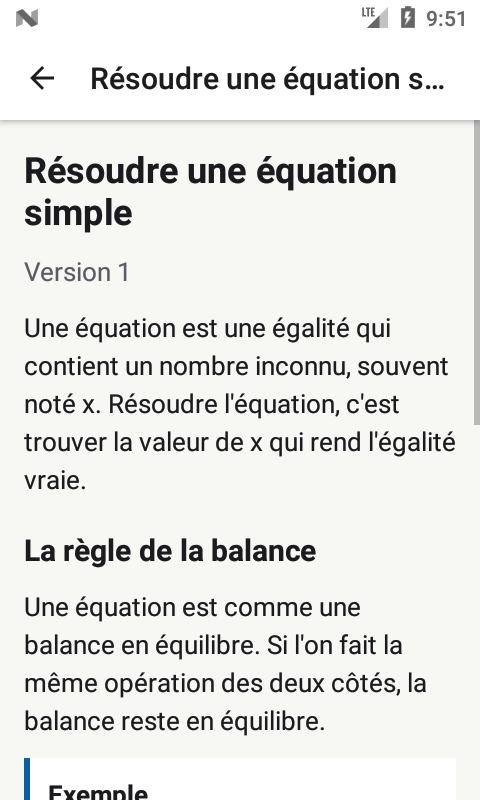 LTE 9:51
Résoudre une équation s...
Résoudre une équation
simple
Version 1
Une équation est une égalité qui
contient un nombre inconnu, souvent
noté x. Résoudre l'équation, c'est
trouver la valeur de x qui rend l'égalité
vraie.
La règle de la balance
Une équation est comme une
balance en équilibre. Si l'on fait la
même opération des deux côtés, la
balance reste en équilibre.
Exemple